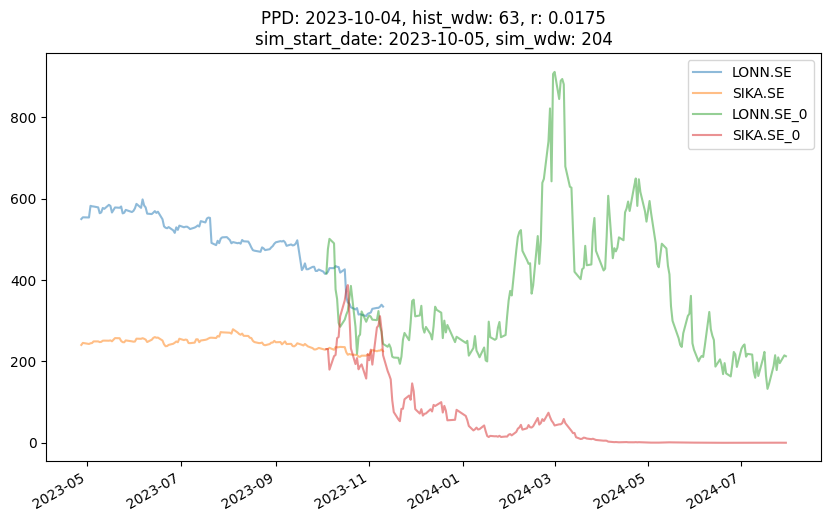 PPD: 2023-10-04, hist_wdw: 63, r: 0.0175
sim_start_date: 2023-10-05, sim_wdw: 204
LONN.SE
SIKA.SE
LONN.SE_0
SIKA.SE_0
800
600
400
200
0
2023-05
2023-07
2023-09
2023-11
2024-01
2024-03
2024-05
2024-07